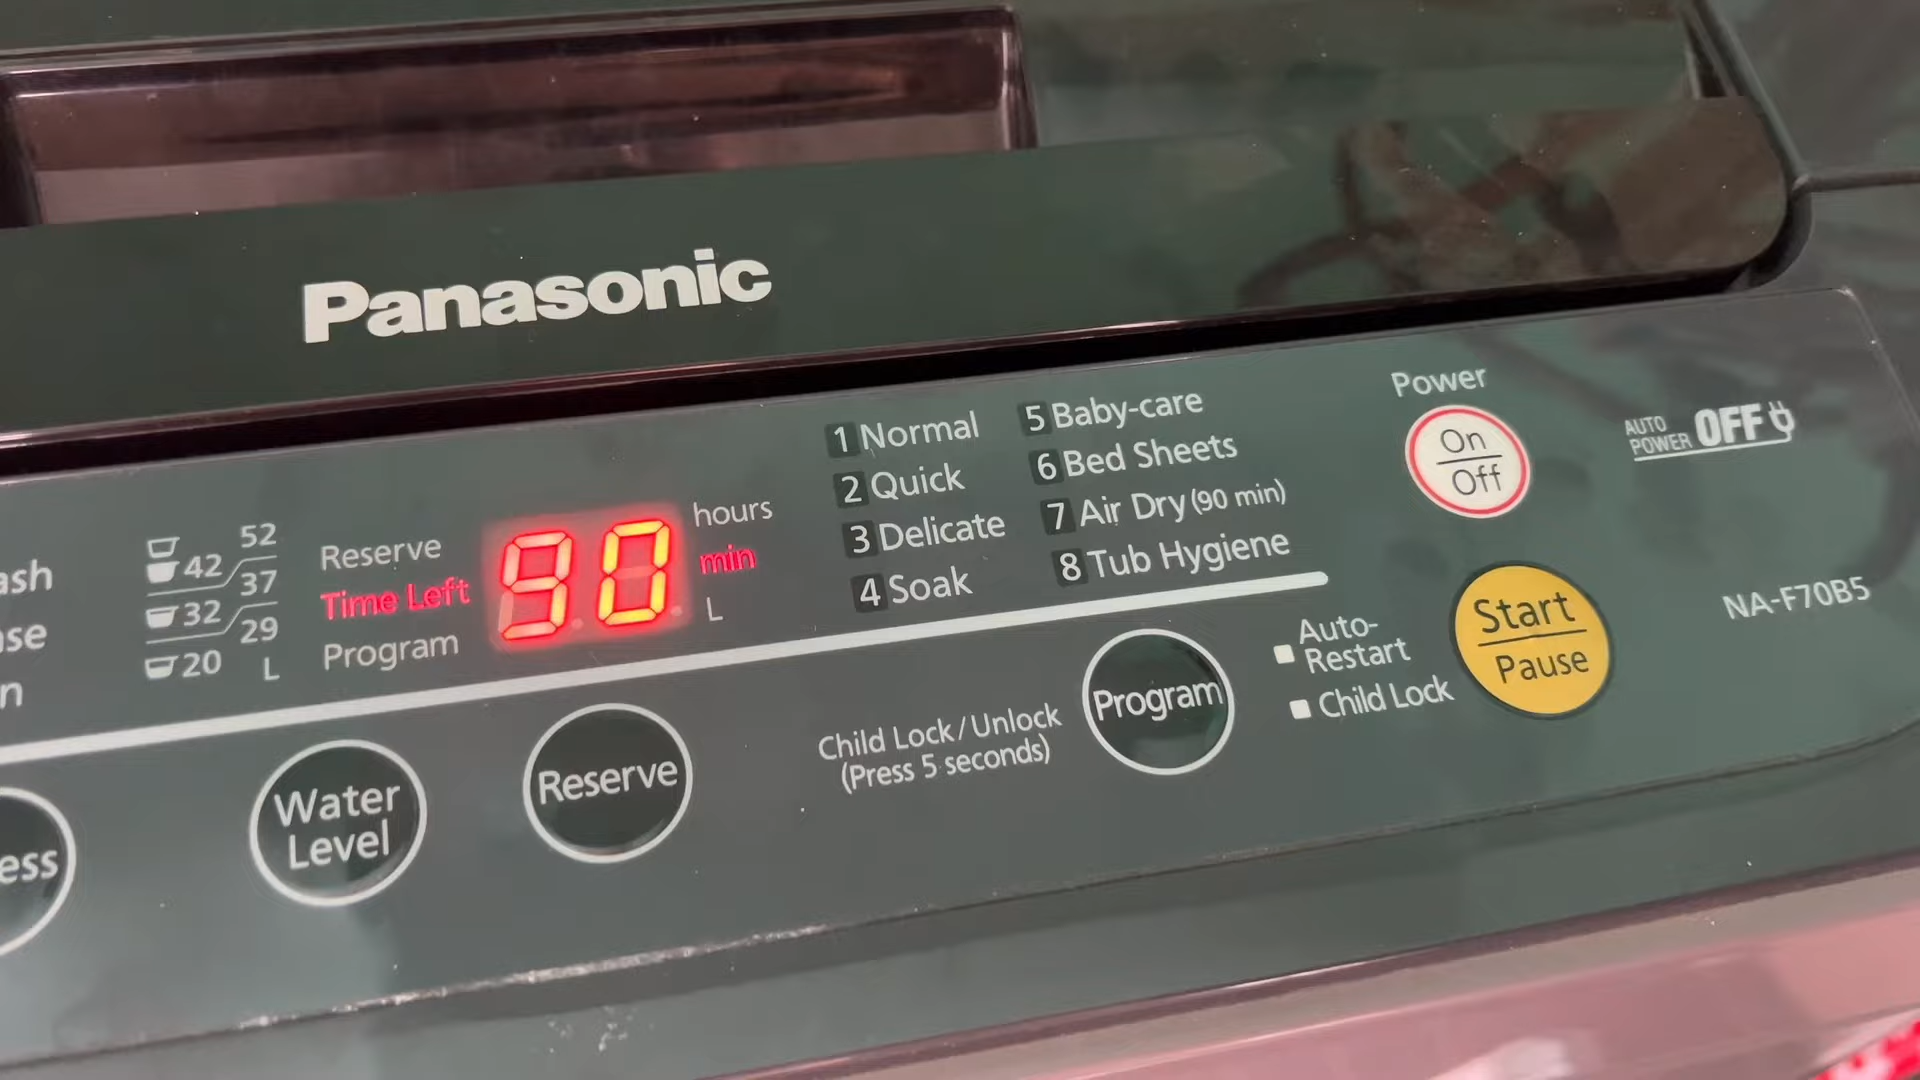 Panasonic
Power
On
Off
AUTO
POWER OFF
1 Normal
2 Quick
3 Delicate
4 Soak
5 Baby-care
6 Bed Sheets
7 Air Dry (90 min)
8 Tub Hygiene
52
42
37
32
29
20 L
Reserve
Time Left
Program
90
hours
min
L
Start
Pause
NA-F70B5
Auto-
Restart
Child Lock
Program
Child Lock/Unlock
(Press 5 seconds)
Reserve
Water
Level